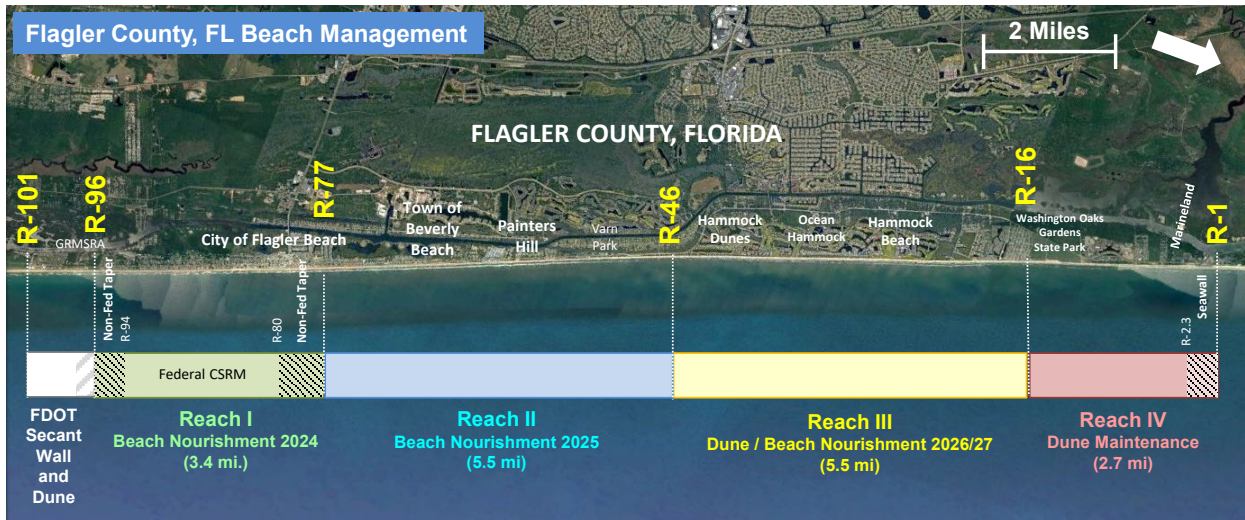 Flagler County, FL Beach Management
2 Miles
FLAGLER COUNTY, FLORIDA
R-101
R-96
R-77
R-46
R-16
R-1
GRMSRA
City of Flagler Beach
Town of
Beverly
Beach
Painters
Hill
Varn
Park
Hammock
Dunes
Ocean
Hammock
Hammock
Beach
Washington Oaks
Gardens
State Park
Marineland
Non-Fed Taper
R-94
R-80
Non-Fed Taper
R-2.3
Seawall
Federal CSRM
FDOT
Secant
Wall
and
Dune
Reach I
Beach Nourishment 2024
(3.4 mi.)
Reach II
Beach Nourishment 2025
(5.5 mi)
Reach III
Dune / Beach Nourishment 2026/27
(5.5 mi)
Reach IV
Dune Maintenance
(2.7 mi)